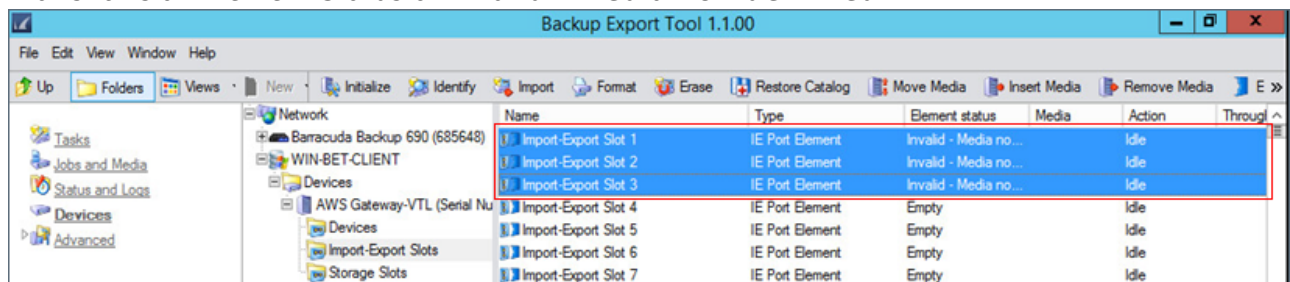 Backup Export Tool 1.1.00
File Edit View Window Help
Up Folders Views New Initialize Identify Import Format Erase Restore Catalog Move Media Insert Media Remove Media E »
Tasks
Jobs and Media
Status and Logs
Devices
Advanced
Network
Barracuda Backup 690 (685648)
WIN-BET-CLIENT
Devices
AWS Gateway-VTL (Serial Nu
Devices
Import-Export Slots
Storage Slots
Name Type Element status Media Action Througl
Import-Export Slot 1 IE Port Element Invalid - Media no... Idle
Import-Export Slot 2 IE Port Element Invalid - Media no... Idle
Import-Export Slot 3 IE Port Element Invalid - Media no... Idle
Import-Export Slot 4 IE Port Element Empty Idle
Import-Export Slot 5 IE Port Element Empty Idle
Import-Export Slot 6 IE Port Element Empty Idle
Import-Export Slot 7 IE Port Element Empty Idle